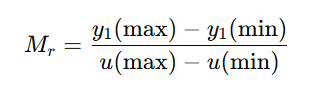 M_r = \frac{y_1(max) − y_1(min)}{u(max) − u(min)}